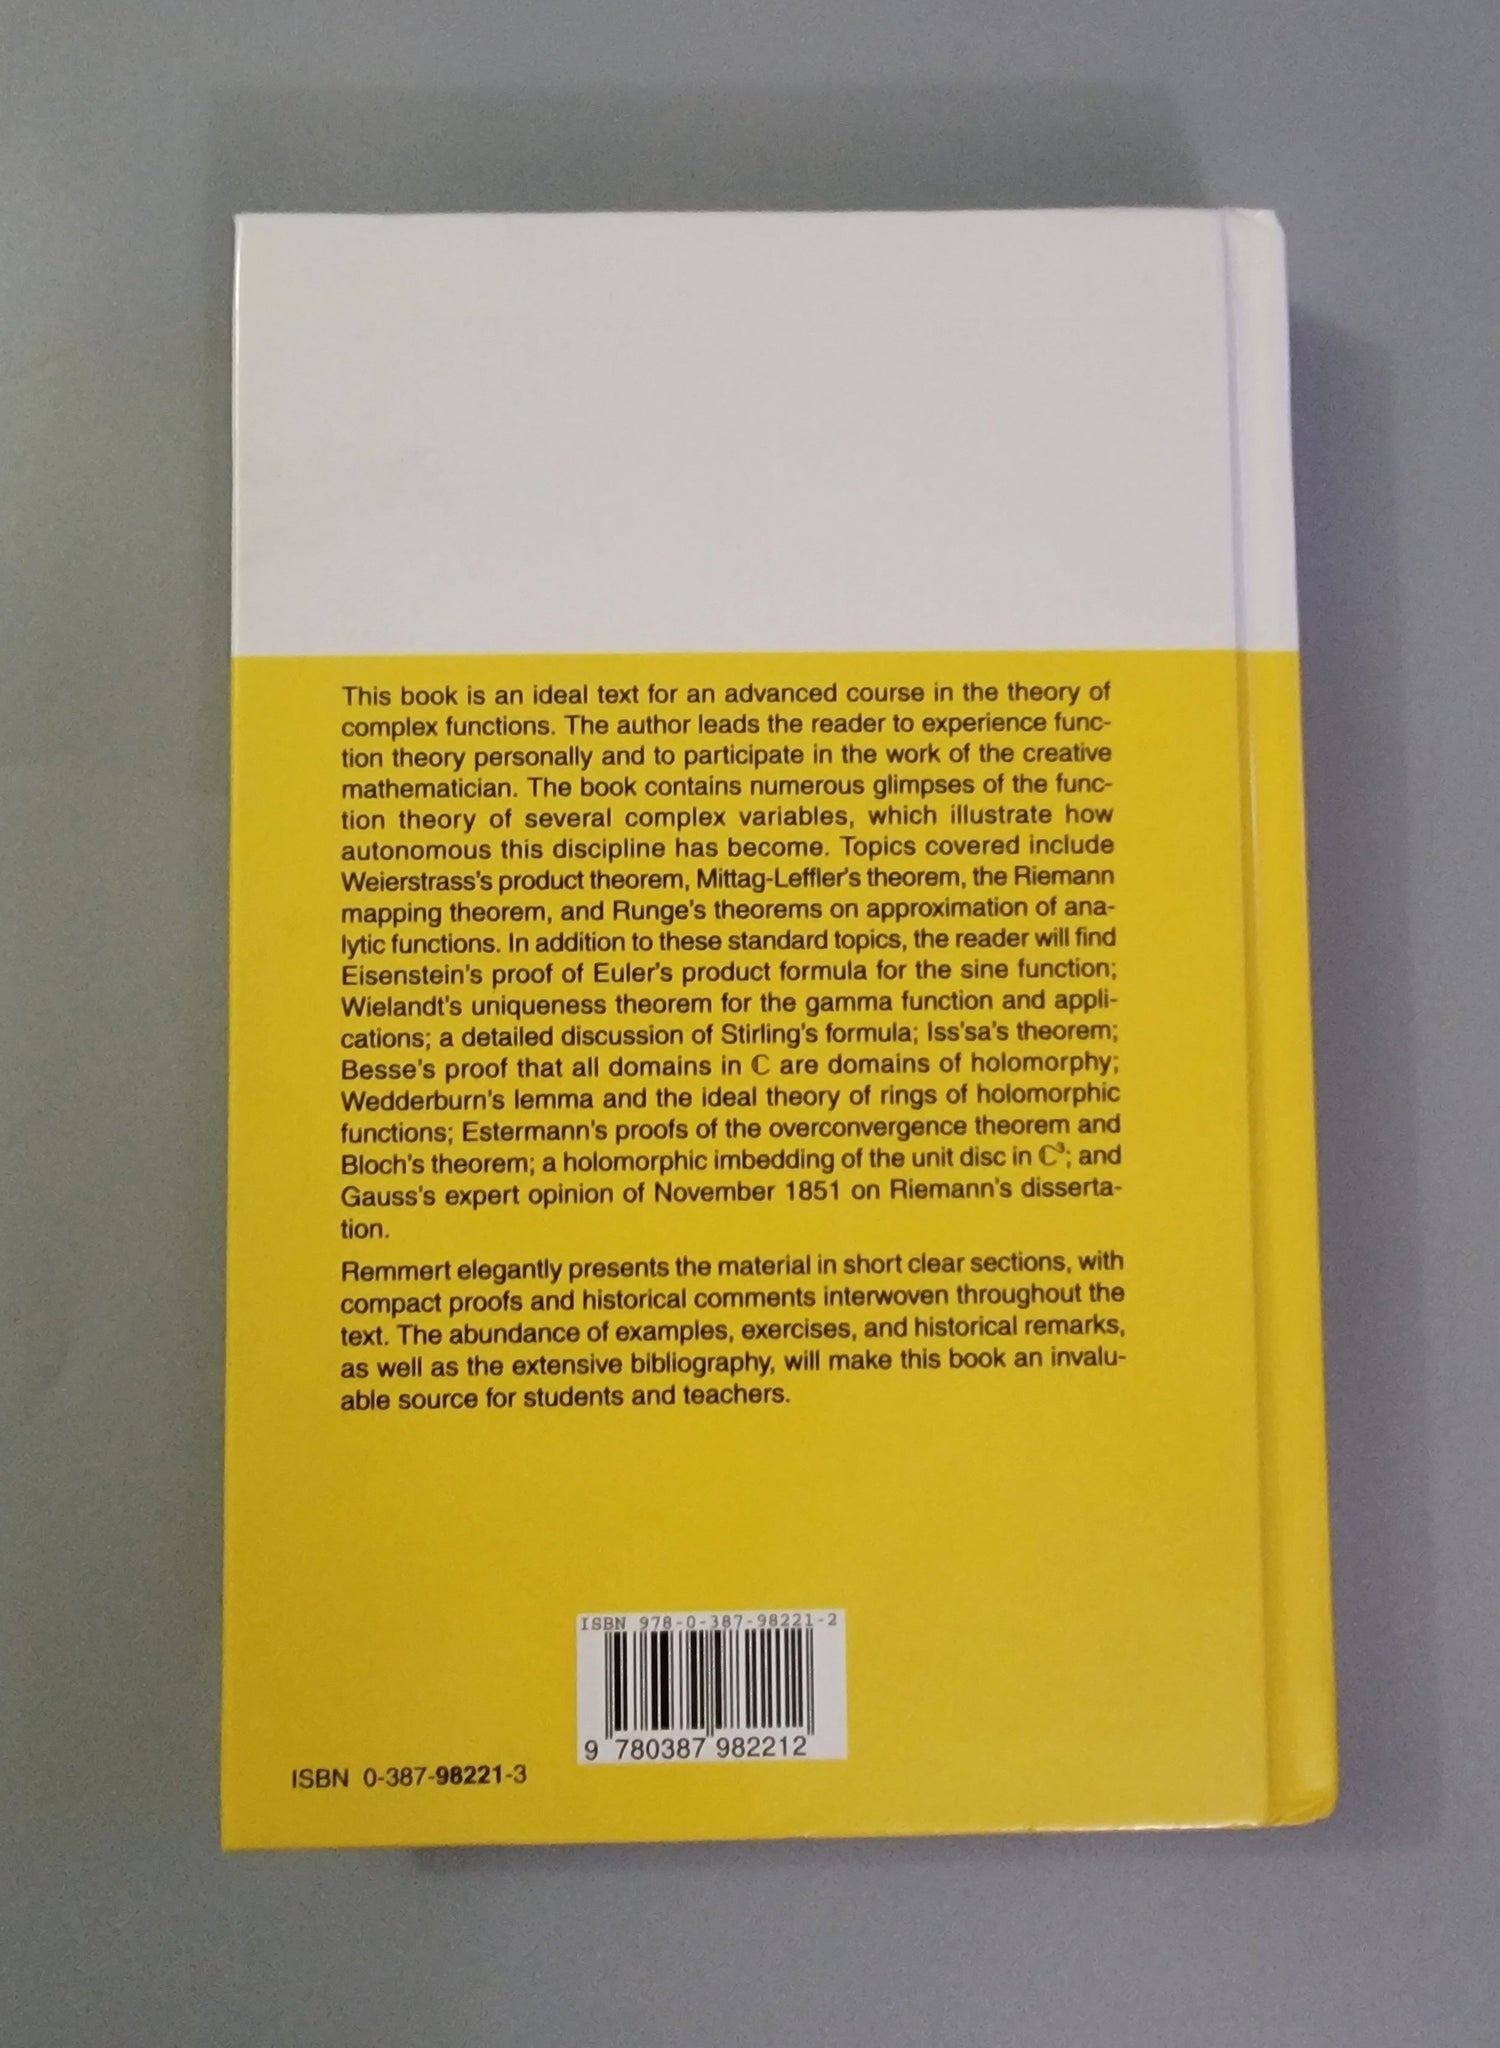 This book is an ideal text for an advanced course in the theory of
complex functions. The author leads the reader to experience func-
tion theory personally and to participate in the work of the creative
mathematician. The book contains numerous glimpses of the func-
tion theory of several complex variables, which illustrate how
autonomous this discipline has become. Topics covered include
Weierstrass's product theorem, Mittag-Leffler's theorem, the Riemann
mapping theorem, and Runge's theorems on approximation of ana-
lytic functions. In addition to these standard topics, the reader will find
Eisenstein's proof of Euler's product formula for the sine function;
Wielandt's uniqueness theorem for the gamma function and appli-
cations; a detailed discussion of Stirling's formula; Iss'sa's theorem;
Besse's proof that all domains in ℂ are domains of holomorphy;
Wedderburn's lemma and the ideal theory of rings of holomorphic
functions; Estermann's proofs of the overconvergence theorem and
Bloch's theorem; a holomorphic imbedding of the unit disc in ℂ³; and
Gauss's expert opinion of November 1851 on Riemann's disserta-
tion.
Remmert elegantly presents the material in short clear sections, with
compact proofs and historical comments interwoven throughout the
text. The abundance of examples, exercises, and historical remarks,
as well as the extensive bibliography, will make this book an invalu-
able source for students and teachers.
ISBN 978-0-387-98221-2
9 780387 982212
ISBN 0-387-98221-3